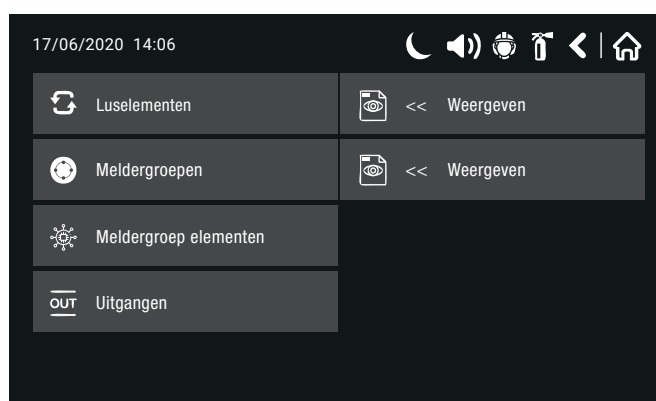 17/06/2020 14:06
Luselementen
<< Weergeven
Meldergroepen
<< Weergeven
Meldergroep elementen
OUT Uitgangen